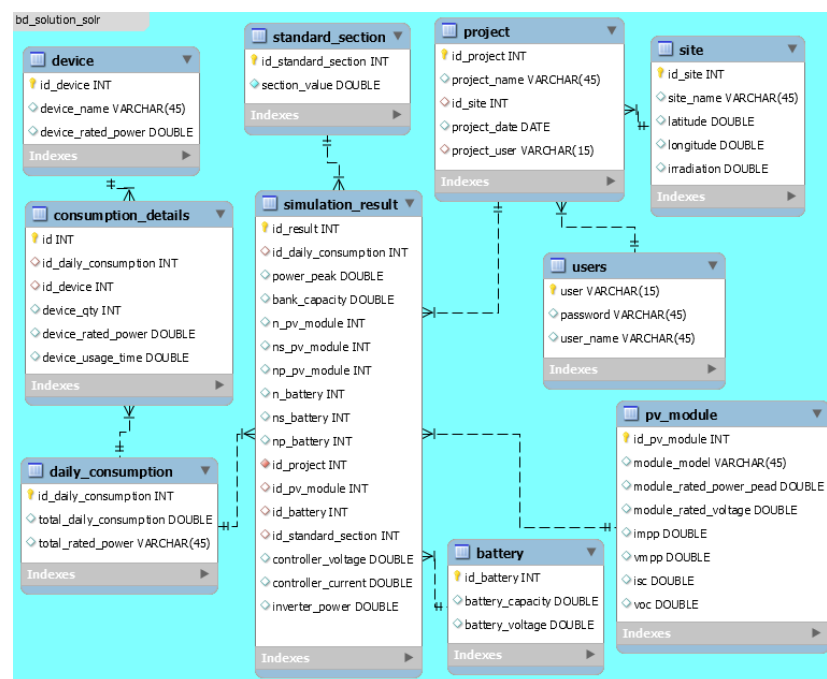 bd_solution_solr
device
id_device INT
device_name VARCHAR(45)
device_rated_power DOUBLE
Indexes
standard_section
id_standard_section INT
section_value DOUBLE
Indexes
project
id_project INT
project_name VARCHAR(45)
id_site INT
project_date DATE
project_user VARCHAR(15)
Indexes
site
id_site INT
site_name VARCHAR(45)
latitude DOUBLE
longitude DOUBLE
irradiation DOUBLE
Indexes
consumption_details
id INT
id_daily_consumption INT
id_device INT
device_qty INT
device_rated_power DOUBLE
device_usage_time DOUBLE
Indexes
simulation_result
id_result INT
id_daily_consumption INT
power_peak DOUBLE
bank_capacity DOUBLE
n_pv_module INT
ns_pv_module INT
np_pv_module INT
n_battery INT
ns_battery INT
np_battery INT
id_project INT
id_pv_module INT
id_battery INT
id_standard_section INT
controller_voltage DOUBLE
controller_current DOUBLE
inverter_power DOUBLE
Indexes
users
user VARCHAR(15)
password VARCHAR(45)
user_name VARCHAR(45)
Indexes
daily_consumption
id_daily_consumption INT
total_daily_consumption DOUBLE
total_rated_power VARCHAR(45)
Indexes
battery
id_battery INT
battery_capacity DOUBLE
battery_voltage DOUBLE
Indexes
pv_module
id_pv_module INT
module_model VARCHAR(45)
module_rated_power_pead DOUBLE
module_rated_voltage DOUBLE
impp DOUBLE
vmpp DOUBLE
isc DOUBLE
voc DOUBLE
Indexes